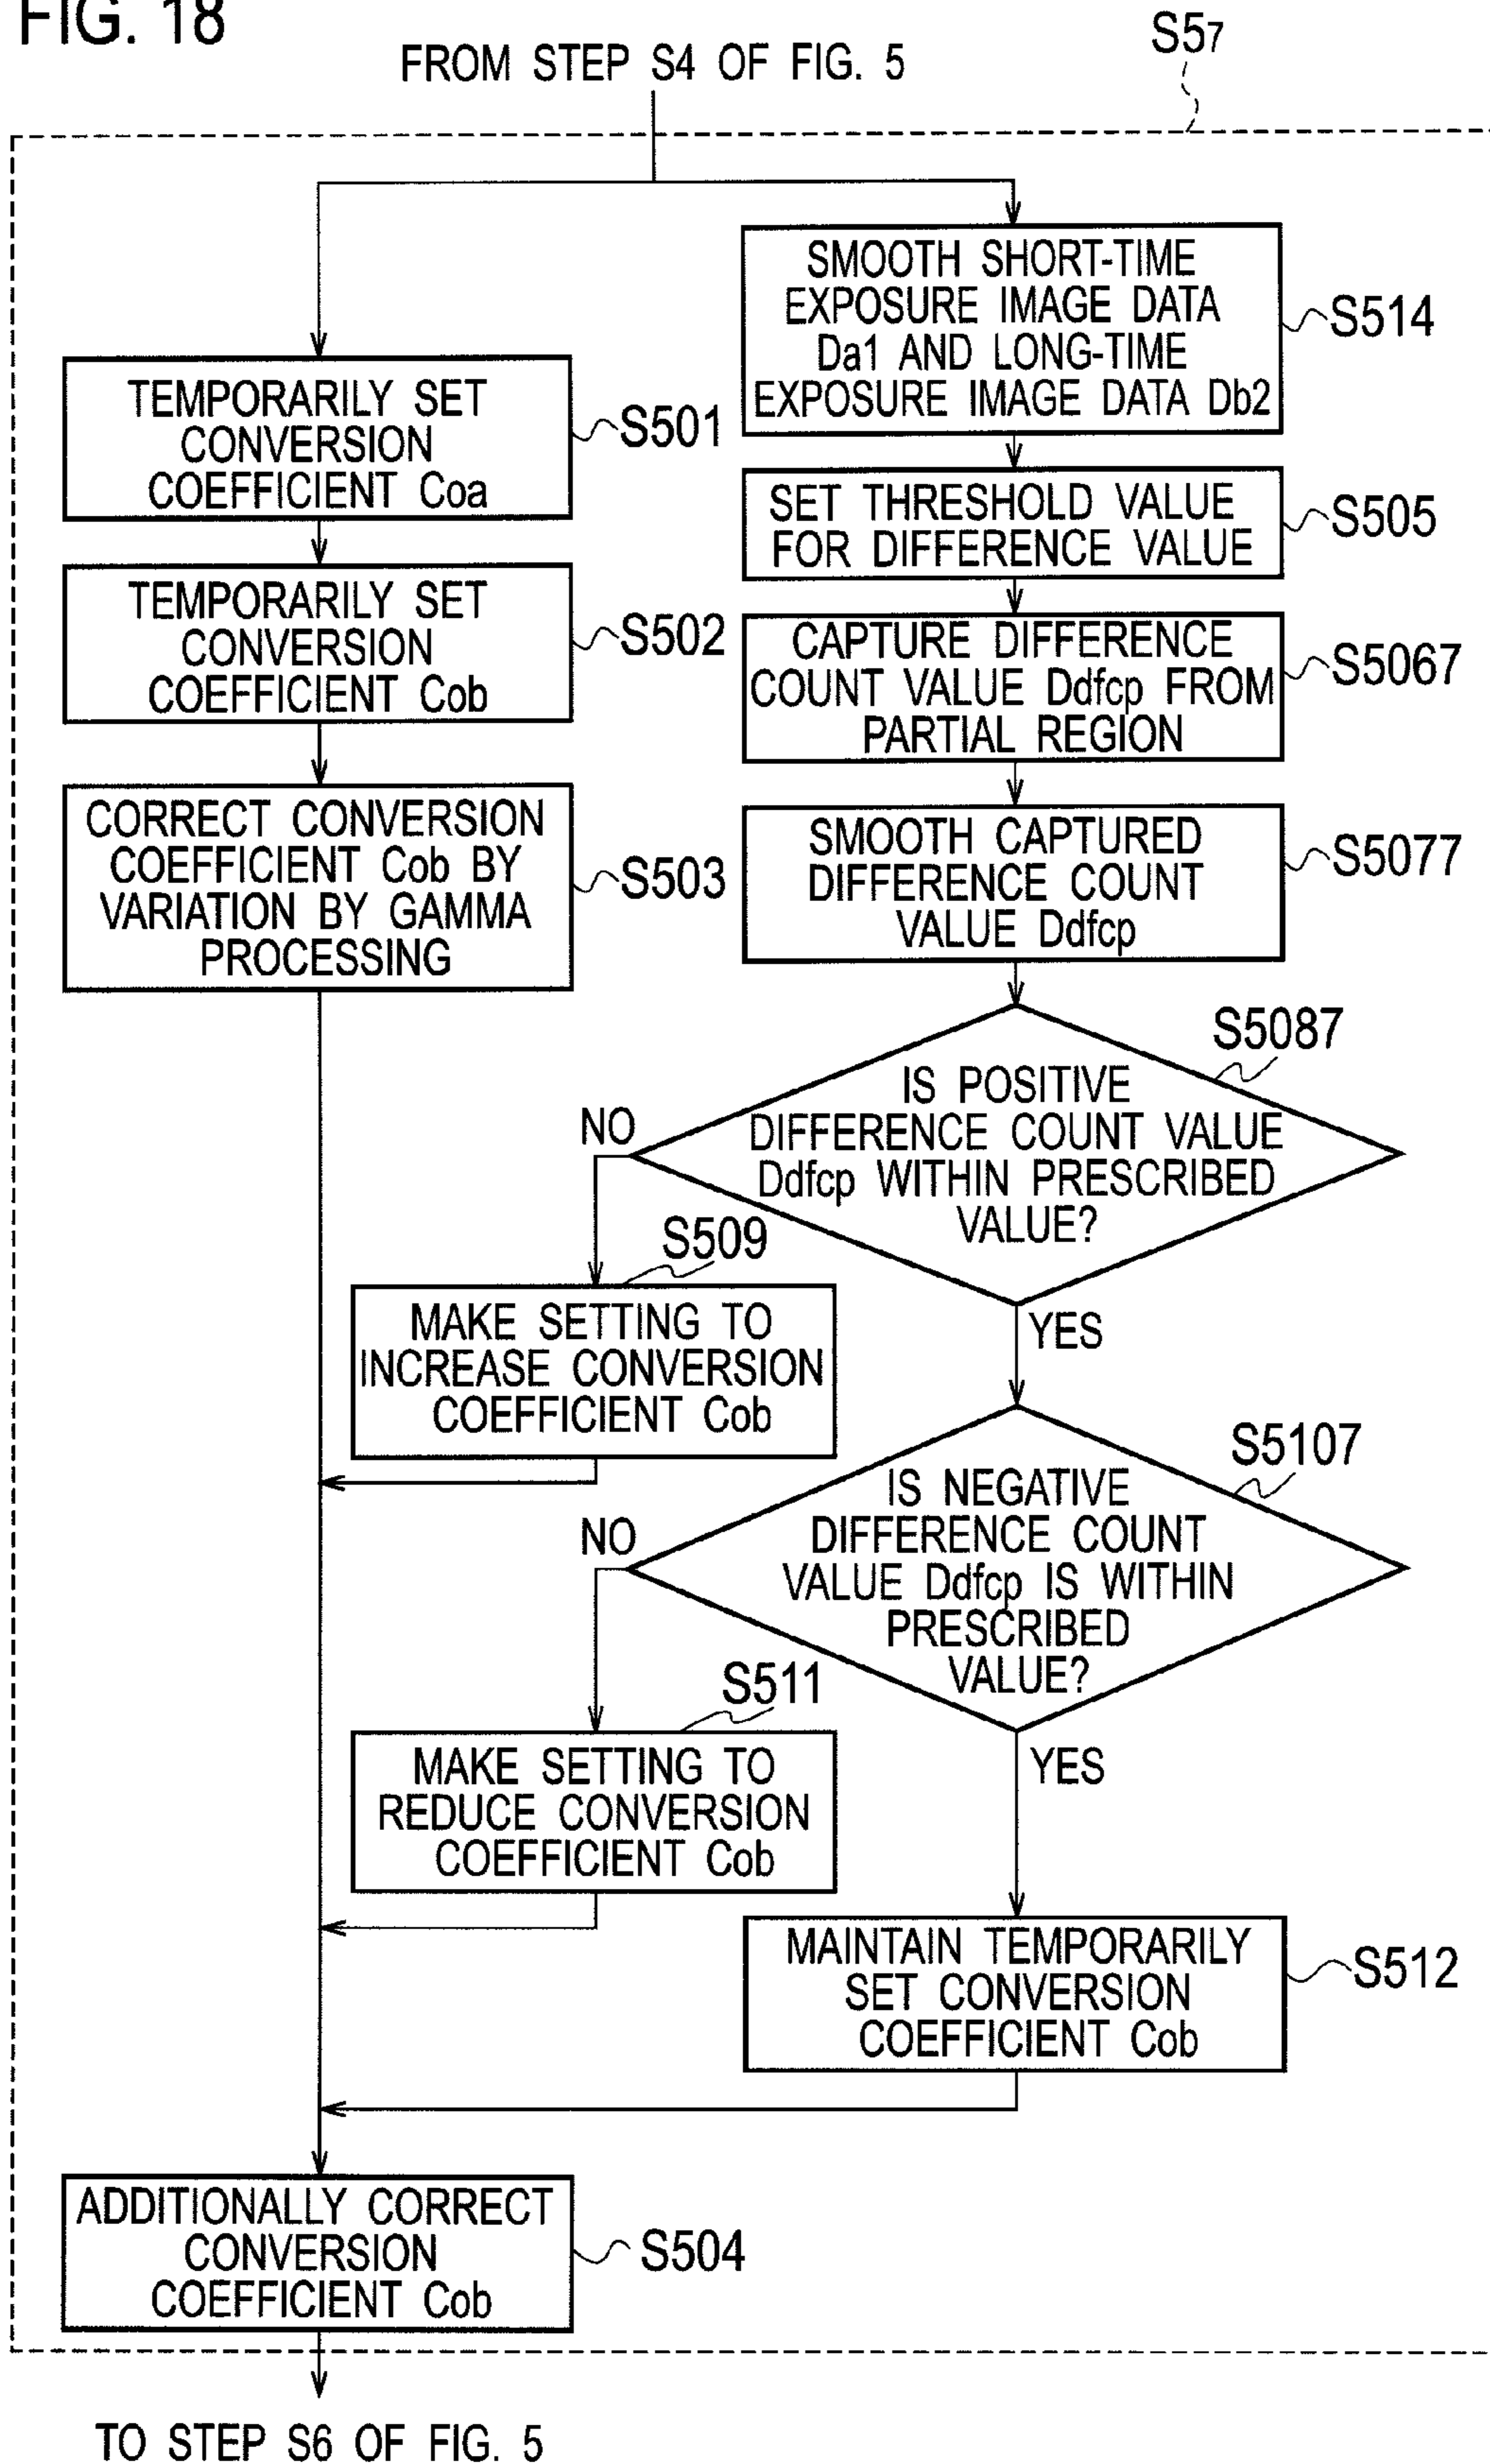 FIG. 18
S57
FROM STEP S4 OF FIG. 5
SMOOTH SHORT-TIME
EXPOSURE IMAGE DATA
Da1 AND LONG-TIME
EXPOSURE IMAGE DATA Db2
S514
TEMPORARILY SET
CONVERSION
COEFFICIENT Coa
S501
SET THRESHOLD VALUE
FOR DIFFERENCE VALUE
S505
TEMPORARILY SET
CONVERSION
COEFFICIENT Cob
S502
CAPTURE DIFFERENCE
COUNT VALUE Ddfcp FROM
PARTIAL REGION
S5067
CORRECT CONVERSION
COEFFICIENT Cob BY
VARIATION BY GAMMA
PROCESSING
S503
SMOOTH CAPTURED
DIFFERENCE COUNT
VALUE Ddfcp
S5077
S5087
IS POSITIVE
DIFFERENCE COUNT VALUE
Ddfcp WITHIN PRESCRIBED
VALUE?
NO
YES
S509
MAKE SETTING TO
INCREASE CONVERSION
COEFFICIENT Cob
S5107
IS NEGATIVE
DIFFERENCE COUNT
VALUE Ddfcp IS WITHIN
PRESCRIBED
VALUE?
NO
YES
S511
MAKE SETTING TO
REDUCE CONVERSION
COEFFICIENT Cob
MAINTAIN TEMPORARILY
SET CONVERSION
COEFFICIENT Cob
S512
ADDITIONALLY CORRECT
CONVERSION
COEFFICIENT Cob
S504
TO STEP S6 OF FIG. 5